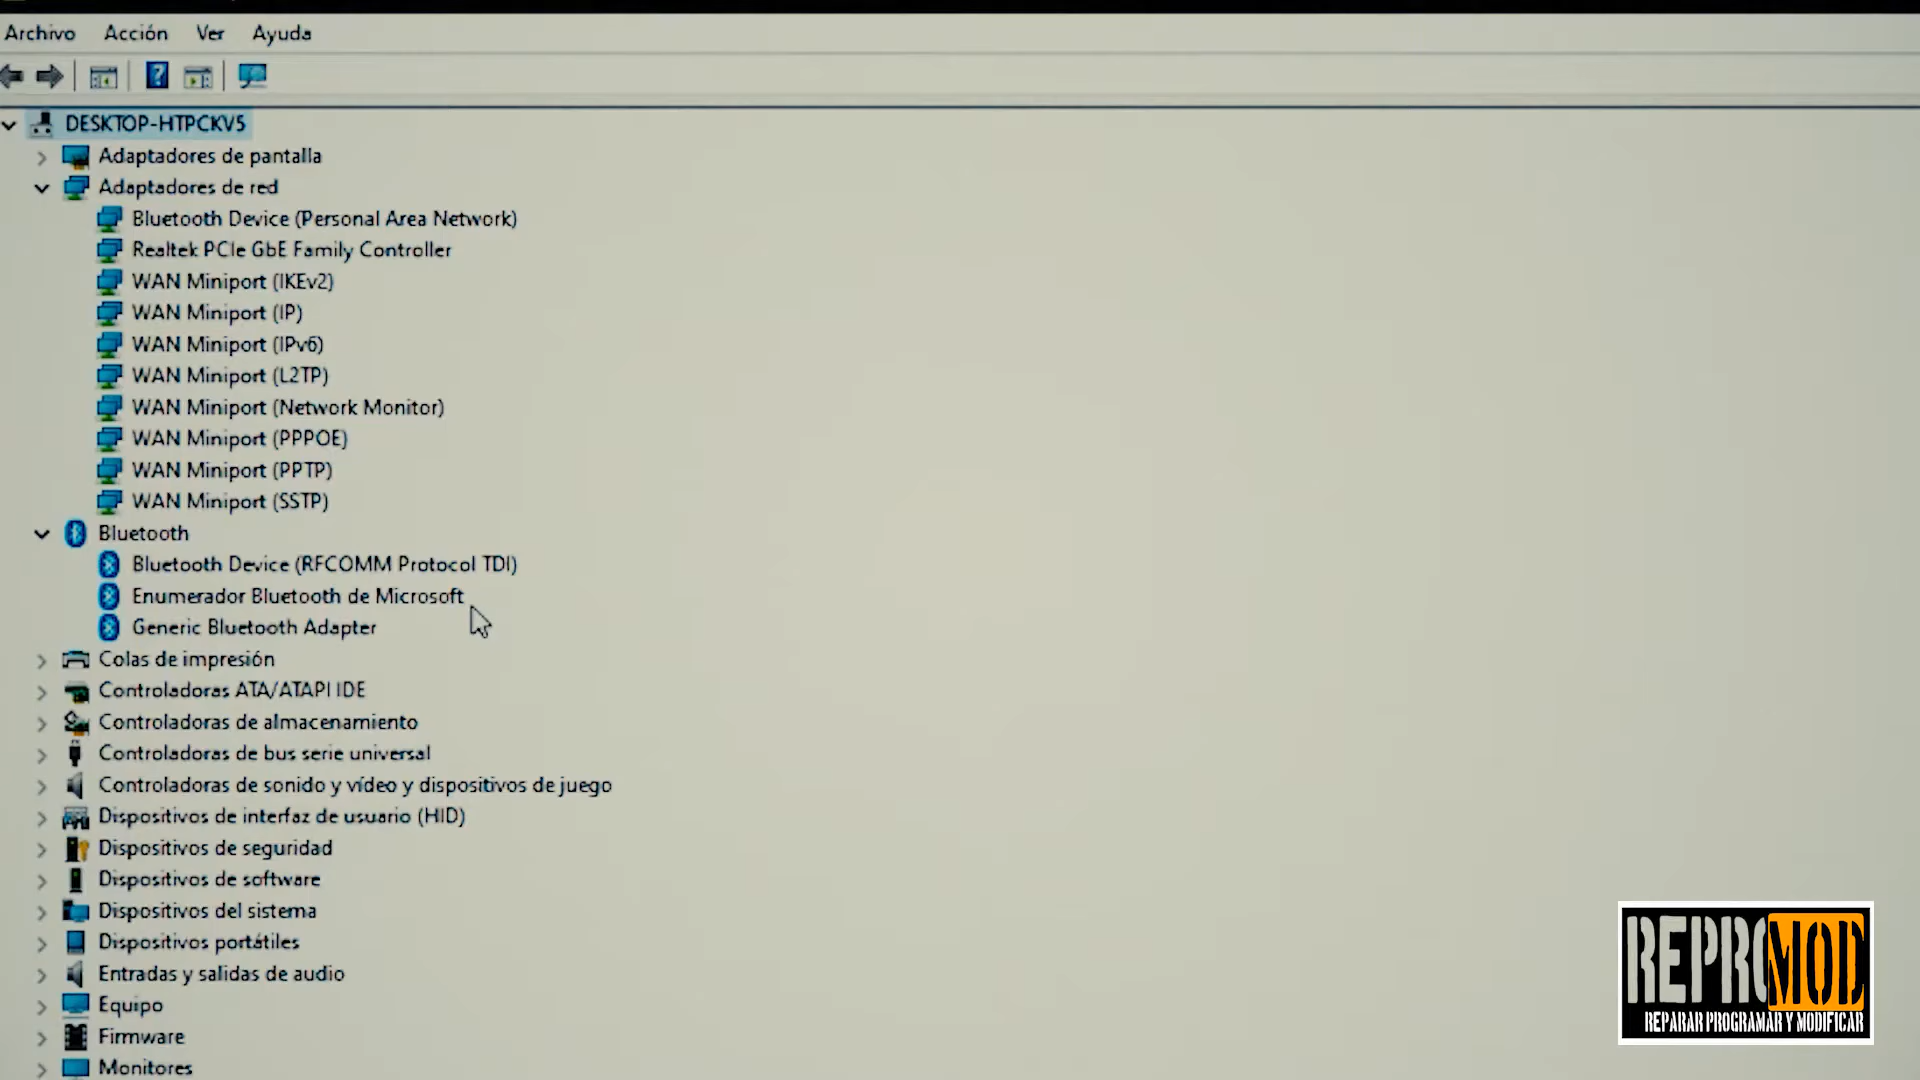 Archivo Acción Ver Ayuda
DESKTOP-HTPCKV5
Adaptadores de pantalla
Adaptadores de red
Bluetooth Device (Personal Area Network)
Realtek PCIe GbE Family Controller
WAN Miniport (IKEv2)
WAN Miniport (IP)
WAN Miniport (IPv6)
WAN Miniport (L2TP)
WAN Miniport (Network Monitor)
WAN Miniport (PPPOE)
WAN Miniport (PPTP)
WAN Miniport (SSTP)
Bluetooth
Bluetooth Device (RFCOMM Protocol TDI)
Enumerador Bluetooth de Microsoft
Generic Bluetooth Adapter
Colas de impresión
Controladoras ATA/ATAPI IDE
Controladoras de almacenamiento
Controladoras de bus serie universal
Controladoras de sonido y vídeo y dispositivos de juego
Dispositivos de interfaz de usuario (HID)
Dispositivos de seguridad
Dispositivos de software
Dispositivos del sistema
Dispositivos portátiles
Entradas y salidas de audio
Equipo
Firmware
Monitores
REPROMOD
REPARAR PROGRAMAR Y MODIFICAR